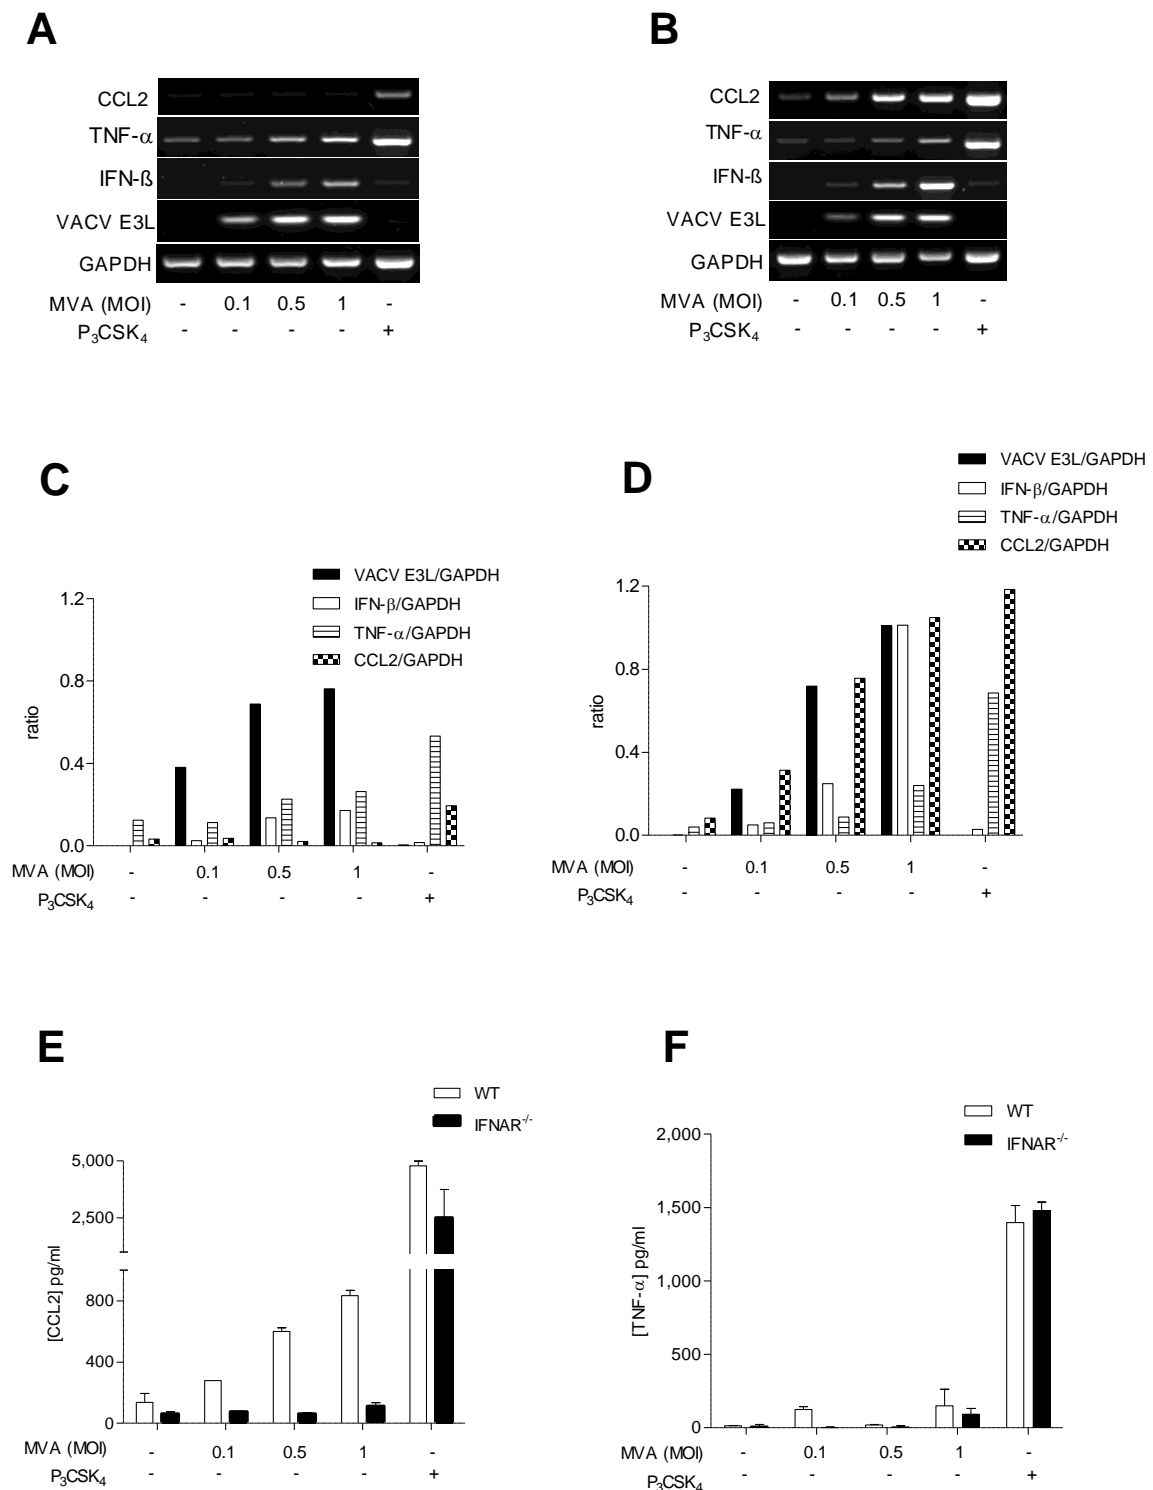 A
CCL2
TNF-α
IFN-ß
VACV E3L
GAPDH
MVA (MOI) - 0.1 0.5 1 -
P₃CSK₄ - - - - +
B
CCL2
TNF-α
IFN-ß
VACV E3L
GAPDH
MVA (MOI) - 0.1 0.5 1 -
P₃CSK₄ - - - - +
C
VACV E3L/GAPDH
IFN-β/GAPDH
TNF-α/GAPDH
CCL2/GAPDH
1.2
0.8
0.4
0.0
ratio
MVA (MOI) - 0.1 0.5 1 -
P₃CSK₄ - - - - +
D
VACV E3L/GAPDH
IFN-β/GAPDH
TNF-α/GAPDH
CCL2/GAPDH
1.2
0.8
0.4
0.0
ratio
MVA (MOI) - 0.1 0.5 1 -
P₃CSK₄ - - - - +
E
WT
IFNAR⁻/⁻
5,000
2,500
800
400
0
[CCL2] pg/ml
MVA (MOI) - 0.1 0.5 1 -
P₃CSK₄ - - - - +
F
WT
IFNAR⁻/⁻
2,000
1,500
1,000
500
0
[TNF-α] pg/ml
MVA (MOI) - 0.1 0.5 1 -
P₃CSK₄ - - - - +